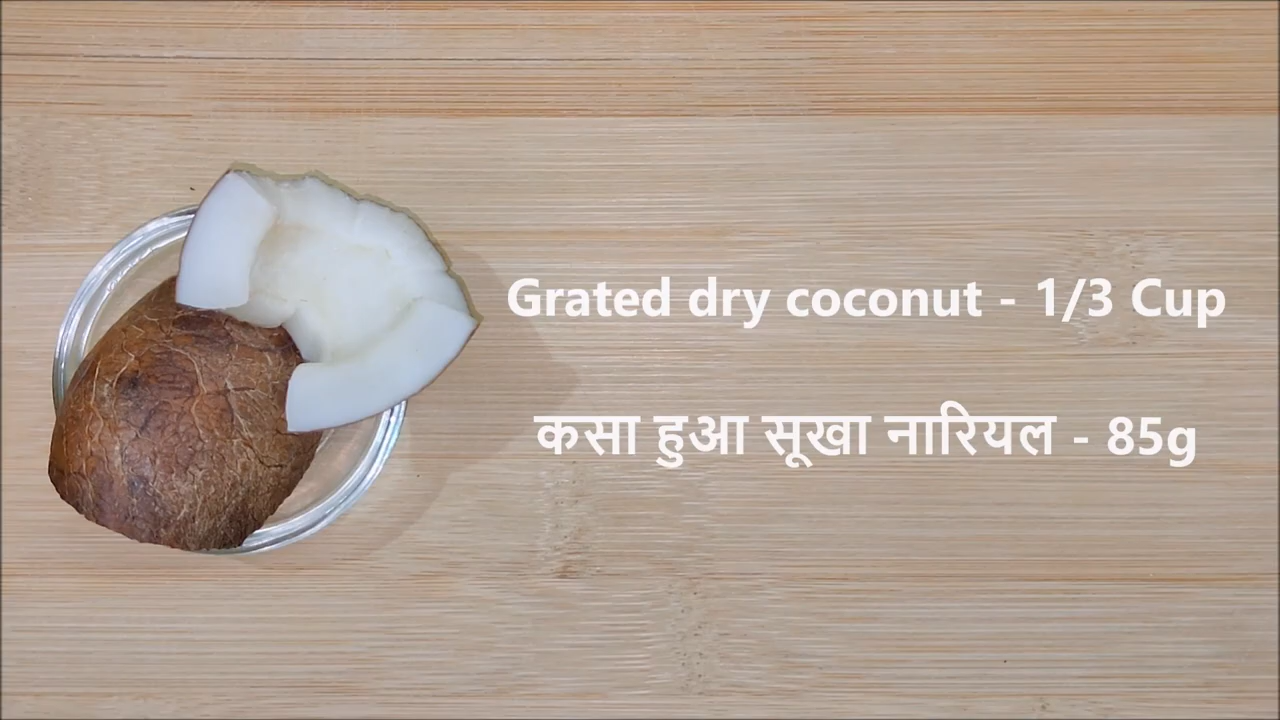 Grated dry coconut - 1/3 Cup
कसा हुआ सूखा नारियल - 85g